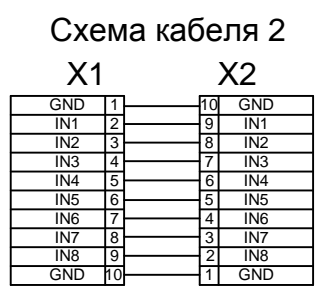 Схема кабеля 2
X1 X2
GND 1 10 GND
IN1 2 9 IN1
IN2 3 8 IN2
IN3 4 7 IN3
IN4 5 6 IN4
IN5 6 5 IN5
IN6 7 4 IN6
IN7 8 3 IN7
IN8 9 2 IN8
GND 10 1 GND